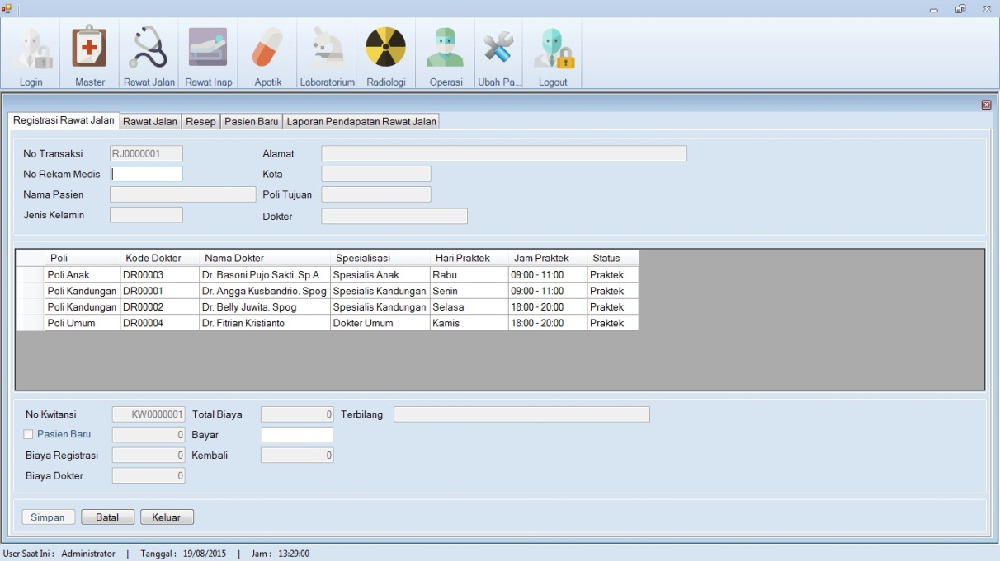 Login Master Rawat Jalan Rawat Inap Apotik Laboratorium Radiologi Operasi Ubah Pa... Logout
Registrasi Rawat Jalan Rawat Jalan Resep Pasien Baru Laporan Pendapatan Rawat Jalan
No Transaksi RJ0000001 Alamat
No Rekam Medis Kota
Nama Pasien Poli Tujuan
Jenis Kelamin Dokter
Poli Kode Dokter Nama Dokter Spesialisasi Hari Praktek Jam Praktek Status
Poli Anak DR00003 Dr. Basoni Pujo Sakti. Sp.A Spesialis Anak Rabu 09:00 - 11:00 Praktek
Poli Kandungan DR00001 Dr. Angga Kusbandrio. Spog Spesialis Kandungan Senin 09:00 - 11:00 Praktek
Poli Kandungan DR00002 Dr. Belly Juwita. Spog Spesialis Kandungan Selasa 18:00 - 20:00 Praktek
Poli Umum DR00004 Dr. Fitrian Kristianto Dokter Umum Kamis 18:00 - 20:00 Praktek
No Kwitansi KW0000001 Total Biaya 0 Terbilang
Pasien Baru 0 Bayar
Biaya Registrasi 0 Kembali 0
Biaya Dokter 0
Simpan Batal Keluar
User Saat Ini : Administrator | Tanggal : 19/08/2015 | Jam : 13:29:00